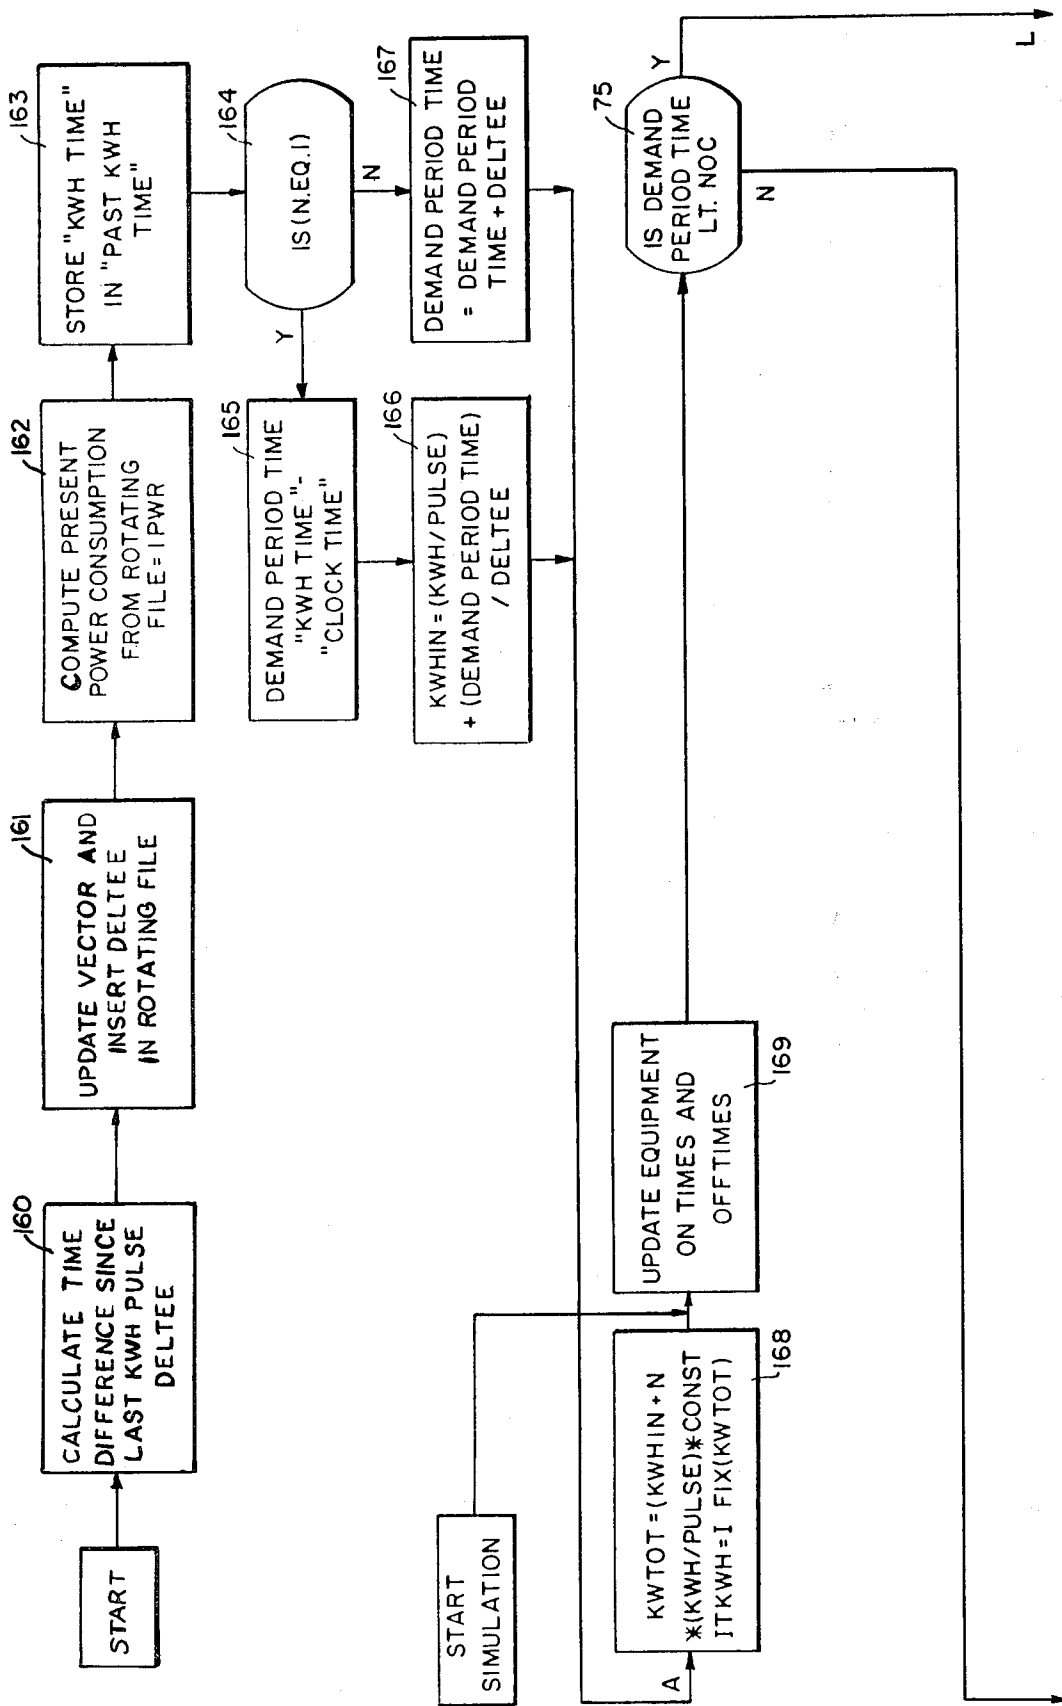 START
160
CALCULATE TIME
DIFFERENCE SINCE
LAST KWH PULSE
DELTEE
161
UPDATE VECTOR AND
INSERT DELTEE
IN ROTATING FILE
162
COMPUTE PRESENT
POWER CONSUMPTION
FROM ROTATING
FILE=IPWR
163
STORE "KWH TIME"
IN "PAST KWH
TIME"
164
IS (N.EQ.1)
Y
N
165
DEMAND PERIOD TIME
"KWH TIME"-
"CLOCK TIME"
166
KWHIN = (KWH/PULSE)
+ (DEMAND PERIOD TIME)
/ DELTEE
167
DEMAND PERIOD TIME
= DEMAND PERIOD
TIME+DELTEE
START
SIMULATION
A
KWTOT=(KWHIN+N
*(KWH/PULSE)*CONST
ITKWH=I FIX(KWTOT)
168
UPDATE EQUIPMENT
ON TIMES AND
OFFTIMES
169
75
IS DEMAND
PERIOD TIME
LT. NOC
Y
N
L